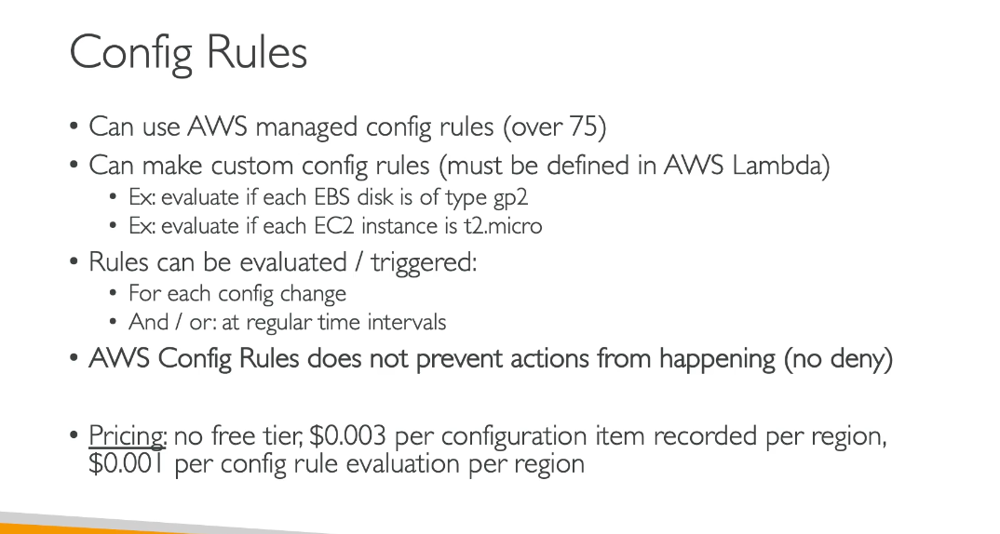 Config Rules
• Can use AWS managed config rules (over 75)
• Can make custom config rules (must be defined in AWS Lambda)
• Ex: evaluate if each EBS disk is of type gp2
• Ex: evaluate if each EC2 instance is t2.micro
• Rules can be evaluated / triggered:
• For each config change
• And / or: at regular time intervals
• AWS Config Rules does not prevent actions from happening (no deny)
• Pricing: no free tier, $0.003 per configuration item recorded per region,
$0.001 per config rule evaluation per region